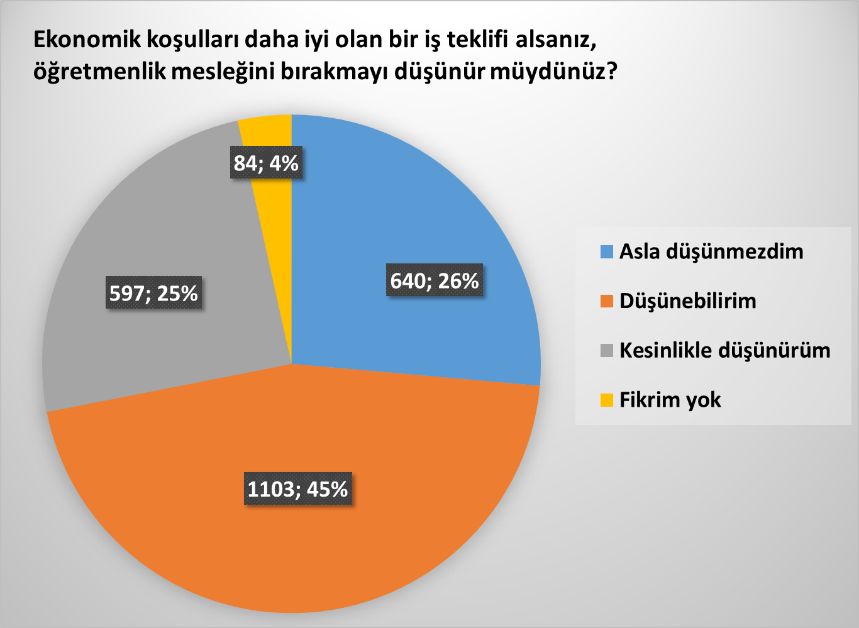 Ekonomik koşulları daha iyi olan bir iş teklifi alsanız,
öğretmenlik mesleğini bırakmayı düşünür müydünüz?
84; 4%
640; 26%
597; 25%
1103; 45%
Asla düşünmezdim
Düşünebilirim
Kesinlikle düşünürüm
Fikrim yok